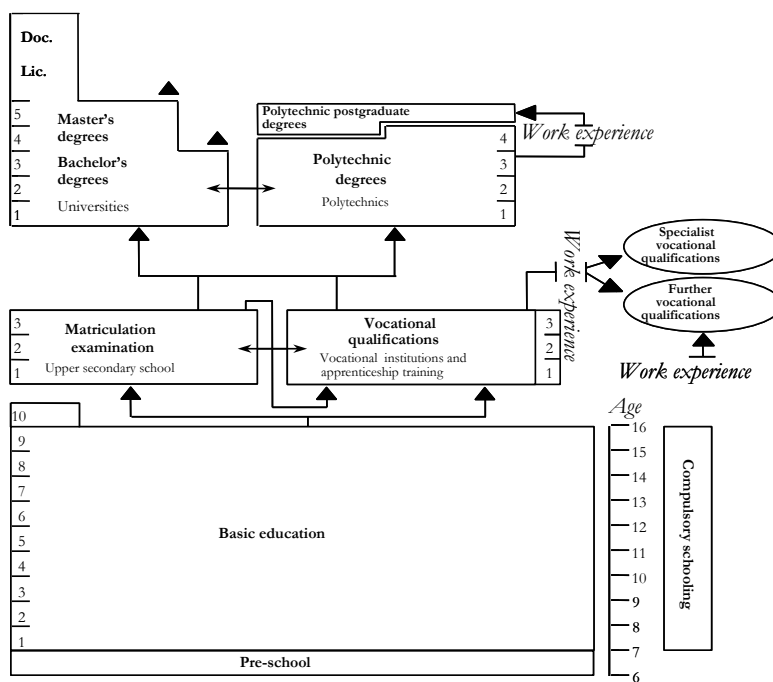 Doc.
Lic.
5
4
3
2
1
Master's
degrees
Bachelor's
degrees
Universities
Polytechnic postgraduate
degrees
Polytechnic
degrees
Polytechnics
4
3
2
1
Work experience
Work experience
Specialist
vocational
qualifications
Further
vocational
qualifications
Work experience
3
2
1
Matriculation
examination
Upper secondary school
Vocational
qualifications
Vocational institutions and
apprenticeship training
3
2
1
10
9
8
7
6
5
4
3
2
1
Basic education
Pre-school
Age
16
15
14
13
12
11
10
9
8
7
6
Compulsory schooling